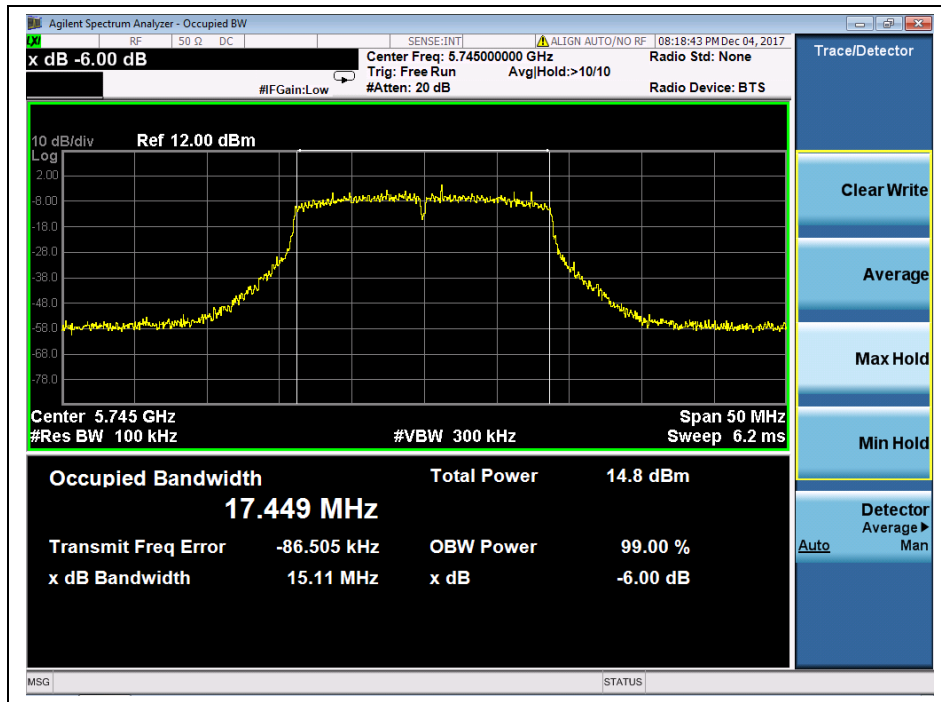 Agilent Spectrum Analyzer - Occupied BW
LXI RF 50 Ω DC SENSE:INT ALIGN AUTO/NO RF 08:18:43 PM Dec 04, 2017
x dB -6.00 dB
Center Freq: 5.745000000 GHz Radio Std: None
Trig: Free Run Avg|Hold:>10/10
#IFGain:Low #Atten: 20 dB Radio Device: BTS
10 dB/div Ref 12.00 dBm
Log
2.00
-8.00
-18.0
-28.0
-38.0
-48.0
-58.0
-68.0
-78.0
Center 5.745 GHz Span 50 MHz
#Res BW 100 kHz #VBW 300 kHz Sweep 6.2 ms
Occupied Bandwidth Total Power 14.8 dBm
17.449 MHz
Transmit Freq Error -86.505 kHz OBW Power 99.00 %
x dB Bandwidth 15.11 MHz x dB -6.00 dB
MSG STATUS
Trace/Detector
Clear Write
Average
Max Hold
Min Hold
Detector
Average
Auto Man